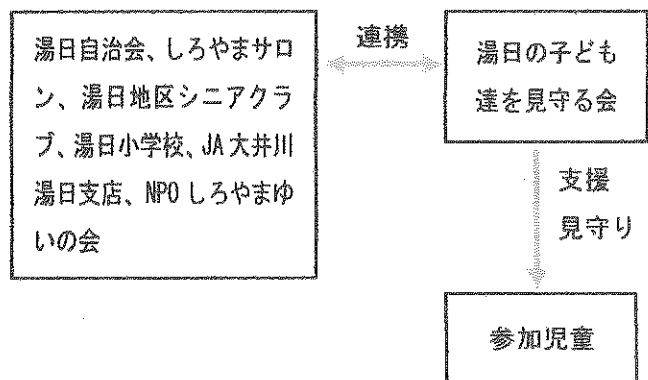 湯日自治会、しろやまサロ
ン、湯日地区シニアクラ
ブ、湯日小学校、JA大井川
湯日支店、NPOしろやまゆ
いの会
連携
湯日の子ども
達を見守る会
支援
見守り
参加児童